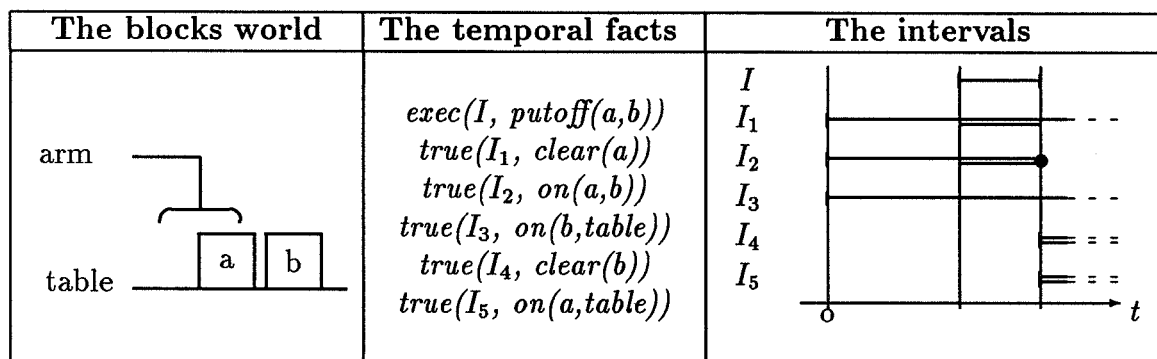 The blocks world The temporal facts The intervals
arm
table
a b
exec(I, putoff(a,b))
true(I₁, clear(a))
true(I₂, on(a,b))
true(I₃, on(b,table))
true(I₄, clear(b))
true(I₅, on(a,table))
I
I₁
I₂
I₃
I₄
I₅
o t